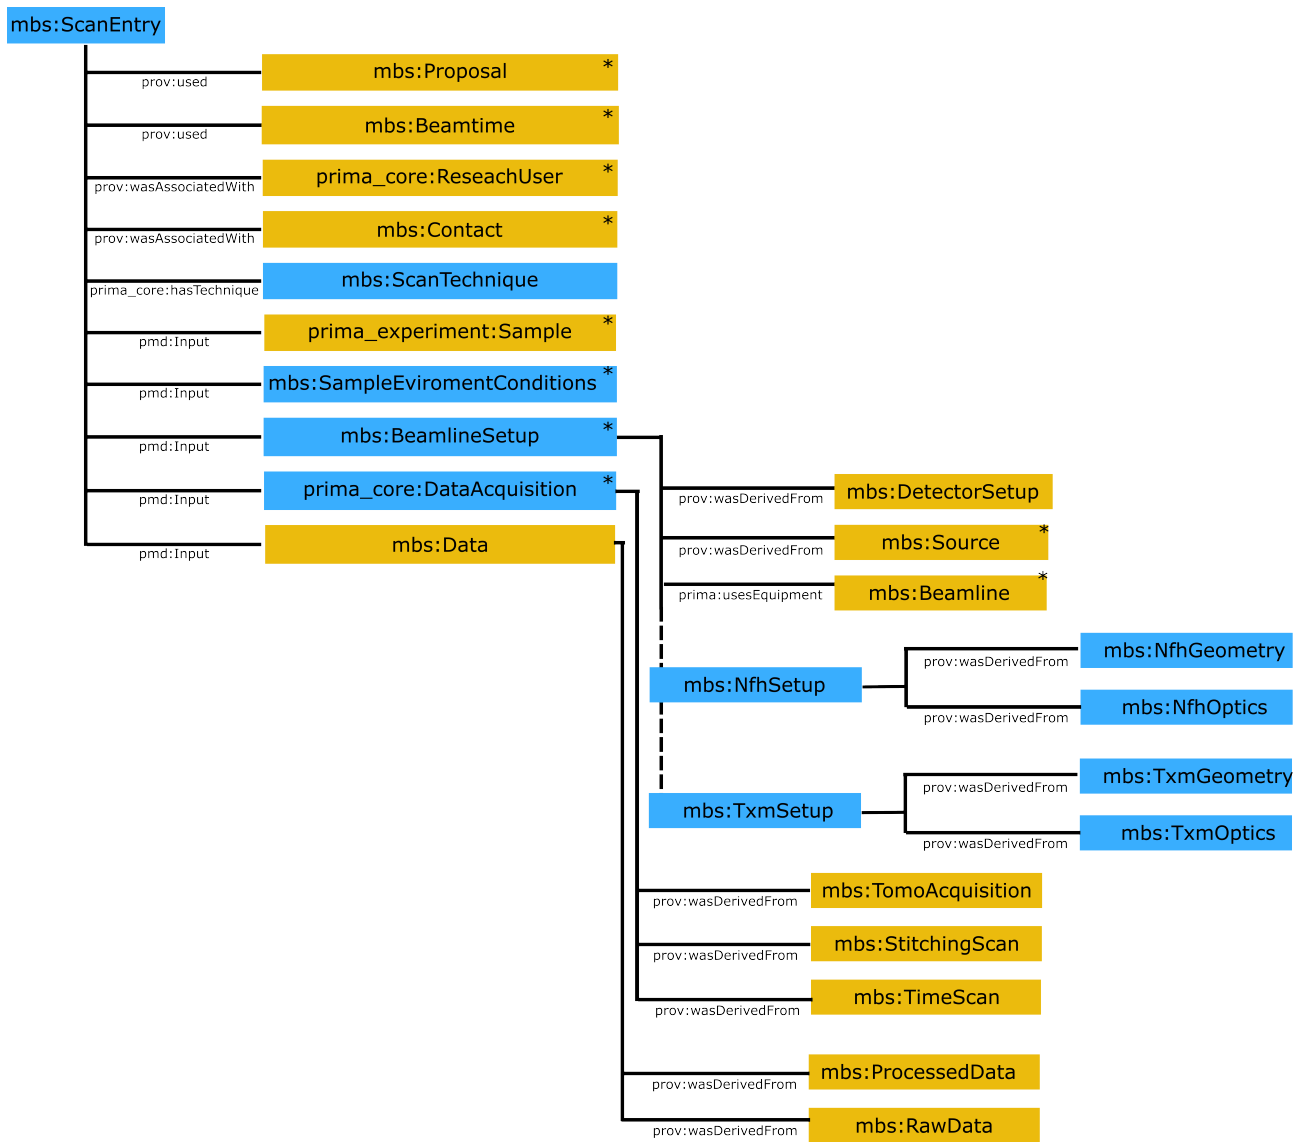 mbs:ScanEntry
mbs:Proposal *
prov:used
mbs:Beamtime *
prov:used
prima_core:ReseachUser *
prov:wasAssociatedWith
mbs:Contact *
prov:wasAssociatedWith
mbs:ScanTechnique
prima_core:hasTechnique
prima_experiment:Sample *
pmd:Input
mbs:SampleEviromentConditions *
pmd:Input
mbs:BeamlineSetup *
pmd:Input
prima_core:DataAcquisition *
pmd:Input
mbs:Data
pmd:Input
mbs:DetectorSetup
prov:wasDerivedFrom
mbs:Source *
prov:wasDerivedFrom
mbs:Beamline *
prima:usesEquipment
mbs:NfhSetup
mbs:NfhGeometry
prov:wasDerivedFrom
mbs:NfhOptics
prov:wasDerivedFrom
mbs:TxmSetup
mbs:TxmGeometry
prov:wasDerivedFrom
mbs:TxmOptics
prov:wasDerivedFrom
mbs:TomoAcquisition
prov:wasDerivedFrom
mbs:StitchingScan
prov:wasDerivedFrom
mbs:TimeScan
prov:wasDerivedFrom
mbs:ProcessedData
prov:wasDerivedFrom
mbs:RawData
prov:wasDerivedFrom